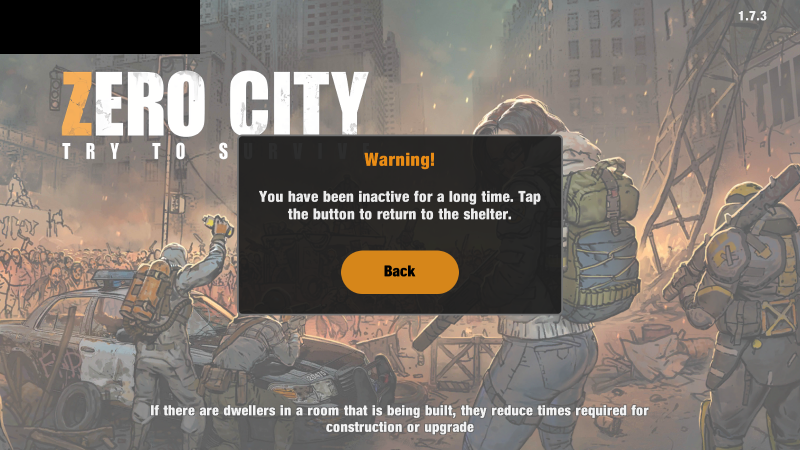 1.7.3
ZERO CITY
TRY TO SURVIVE
Warning!
You have been inactive for a long time. Tap
the button to return to the shelter.
Back
If there are dwellers in a room that is being built, they reduce times required for
construction or upgrade